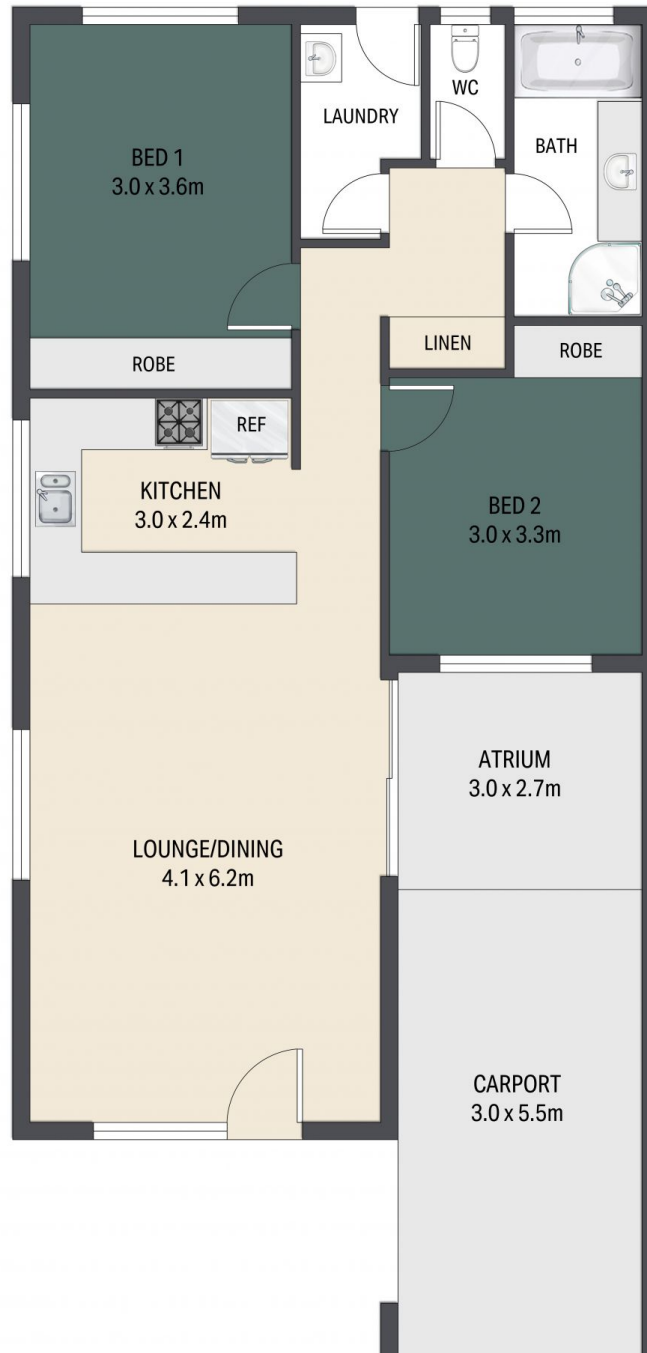 WC
LAUNDRY
BATH
BED 1
3.0 x 3.6m
LINEN
ROBE
ROBE
REF
KITCHEN
3.0 x 2.4m
BED 2
3.0 x 3.3m
ATRIUM
3.0 x 2.7m
LOUNGE/DINING
4.1 x 6.2m
CARPORT
3.0 x 5.5m